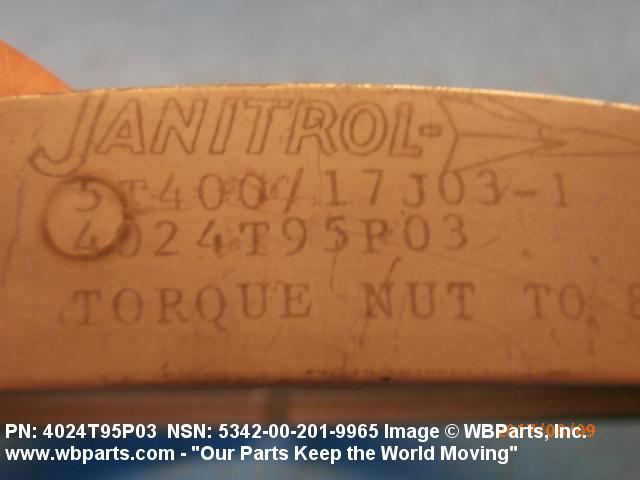 JANITROL
5T400/17J03-1
4024T95P03
TORQUE NUT TO
PN: 4024T95P03 NSN: 5342-00-201-9965 Image © WBParts, Inc.
www.wbparts.com - "Our Parts Keep the World Moving"